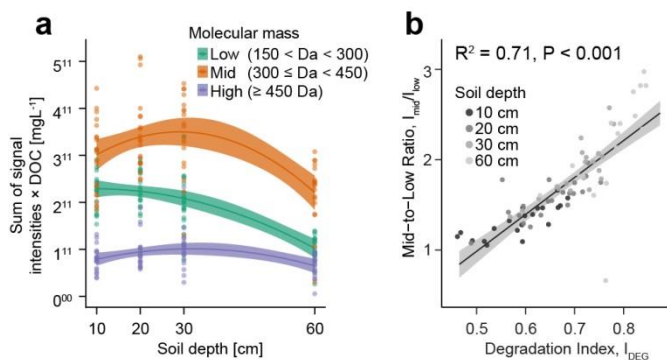 a
Molecular mass
Low (150 < Da < 300)
Mid (300 ≤ Da < 450)
High (≥ 450 Da)
Sum of signal
intensities × DOC [mgL⁻¹]
5¹¹
4¹¹
3¹¹
2¹¹
1¹¹
0⁰⁰
10
20
30
60
Soil depth [cm]
b
R² = 0.71, P < 0.001
Soil depth
10 cm
20 cm
30 cm
60 cm
Mid-to-Low Ratio, I_mid/I_low
3
2
1
0.5
0.6
0.7
0.8
Degradation Index, I_DEG